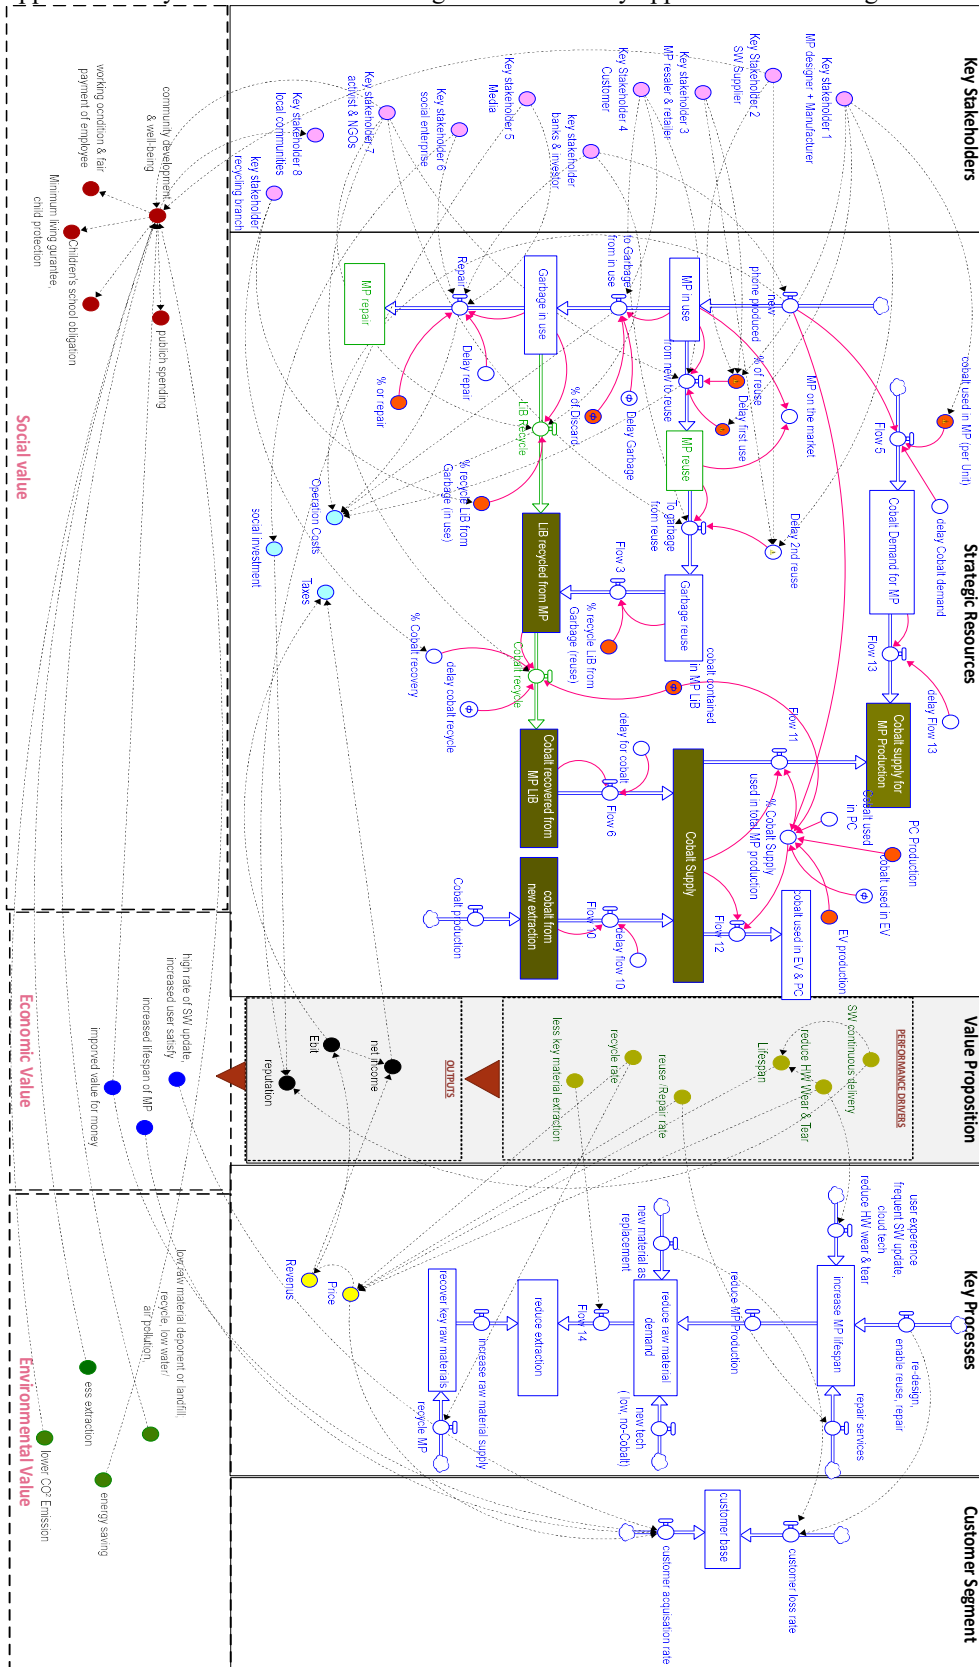 Key Stakeholders
Key Stakeholder 1
MP designer + Manufacturer
Key Stakeholder 2
SW /Supplier
Key stakeholder 3
MP resaler & retailer
Key Stakeholder 4
Customer
key stakeholder
banks & investor
Key stakeholder 5
Media
Key stakeholder 6
social enterprise
Key stakeholder 7
activist & NGOs
Key stakeholder 8
local communities
key stakeholder
recycling branch
Strategic Resources
cobalt used in MP (per Unit)
Flow 5
delay Cobalt demand
Cobalt Demand for MP
Flow 13
delay Flow 13
Cobalt supply for
MP Production
new
phone produced
MP on the market
MP in use
% of reuse
Delay first use
from new to reuse
MP reuse
Delay 2nd reuse
To garbage
from reuse
Garbage reuse
to Garbage
from in use
Delay Garbage
% of Discard
Garbage in use
Flow 3
% recycle LiB from
Garbage (reuse)
LiB Recycle
% recycle LiB from
Garbage (in use)
LiB recycled from MP
Repair
Delay repair
% or repair
MP repair
Operation Costs
social investment
Taxes
% Cobalt recovery
delay cobalt recycle
Cobalt recycle
cobalt contained
in MP LiB
Cobalt recovered from
MP LiB
delay for cobalt
Flow 6
Cobalt Supply
Flow 11
% Cobalt Supply
used in total MP production
Cobalt used
in PC
PC Production
cobalt used in EV
EV production
Flow 12
cobalt used in EV & PC
Cobalt production
cobalt from
new extraction
Flow 10
delay flow 10
Value Proposition
PERFORMANCE DRIVERS
SW continuous delivery
reduce HW Wear & Tear
Lifespan
reuse /Repair rate
recycle rate
less key material extraction
OUTPUTS
net income
Ebit
reputation
Key Processes
re-design,
enable reuse, repair
user experence
frequent SW update,
cloud tech
reduce HW wear & tear
increase MP lifespan
repair services
reduce MP Production
new material as
replacement
reduce raw material
demand
new tech
( low, no-Cobalt)
Flow 14
reduce extraction
increase raw material supply
recover key raw materials
recycle MP
Price
Revenus
Customer Segment
customer loss rate
customer base
customer acquisation rate
Social value
community development
& well-being
working ocndition & fair
payment of employee
Minimum living gurantee,
child protection
Children's school obligation
publich spending
Economic Value
high rate of SW update,
increased user satisfy
increased lifespan of MP
imporved value for money
Environmental Value
low raw material deponent or landfill,
recycle, low water/
air pollution
ess extraction
energy saving
lower CO² Emission